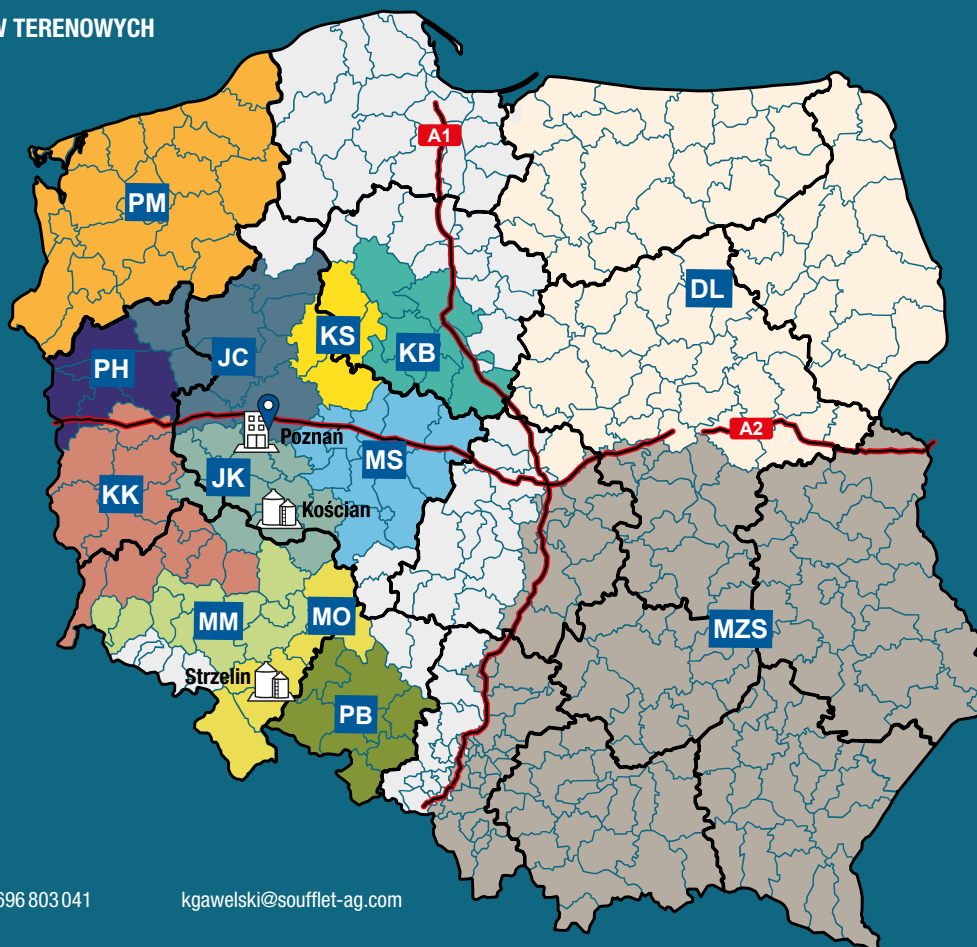 W TERENOWYCH
A1
PM
DL
KS
KB
JC
PH
A2
Poznań
MS
JK
KK
Kościan
MO
MM
MZS
Strzelin
PB
696 803 041
kgawelski@soufflet-ag.com